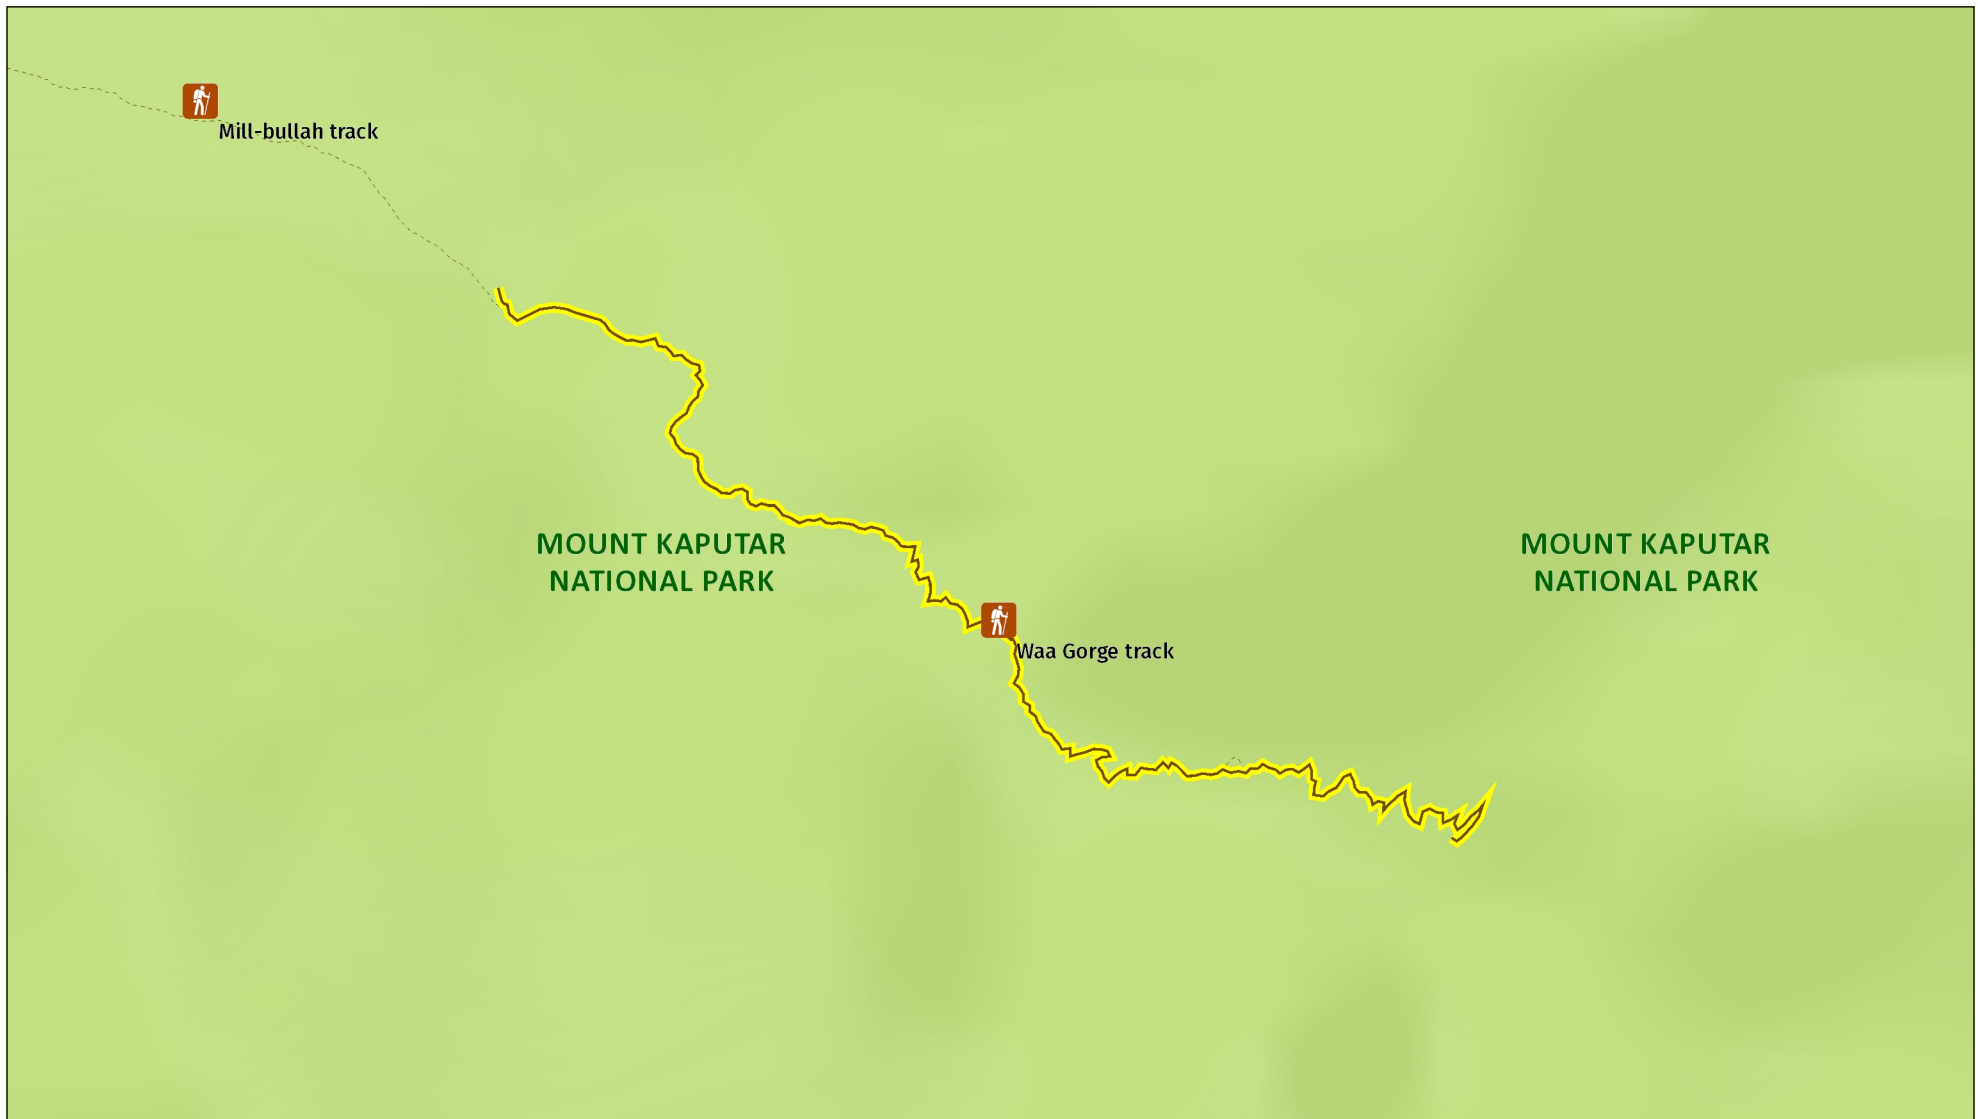 Mill-bullah track
MOUNT KAPUTAR
NATIONAL PARK
MOUNT KAPUTAR
NATIONAL PARK
Waa Gorge track